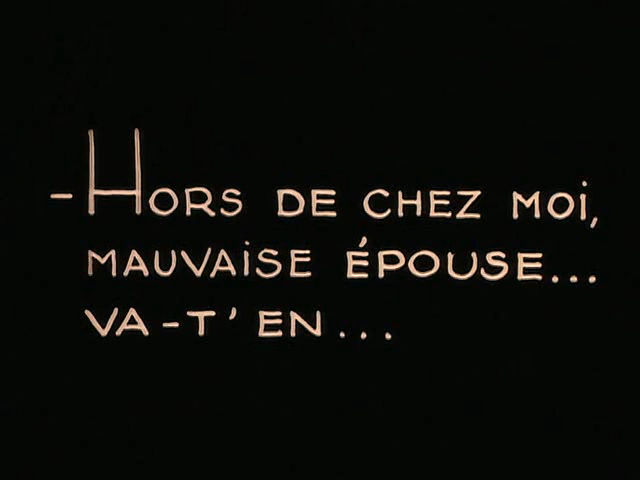 - HORS DE CHEZ MOi,
MAUVAiSE ÉPOUSE...
VA-T'EN...